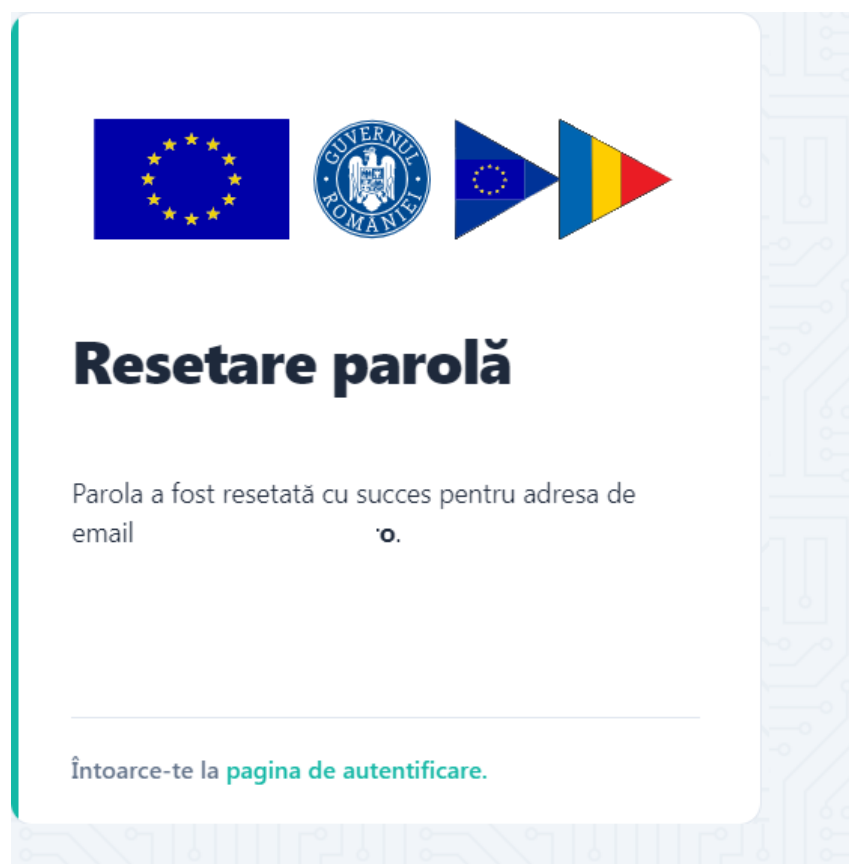 GUVERNUL ROMÂNIEI
Resetare parolă
Parola a fost resetată cu succes pentru adresa de
email o.
Întoarce-te la pagina de autentificare.